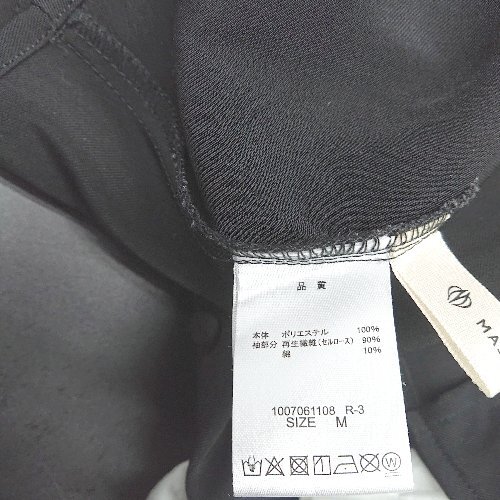 品質
本体 ポリエステル 100%
袖部分 再生繊維(セルロース) 90%
綿 10%
1007061108 R-3
SIZE M
MA